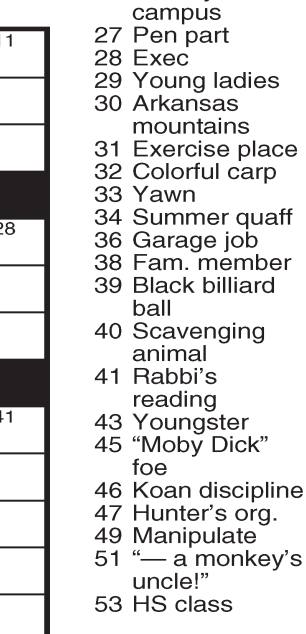 campus
27 Pen part
28 Exec
29 Young ladies
30 Arkansas
mountains
31 Exercise place
32 Colorful carp
33 Yawn
34 Summer quaff
36 Garage job
38 Fam. member
39 Black billiard
ball
40 Scavenging
animal
41 Rabbi's
reading
43 Youngster
45 “Moby Dick”
foe
46 Koan discipline
47 Hunter's org.
49 Manipulate
51 “— a monkey's
uncle!”
53 HS class
11
28
41